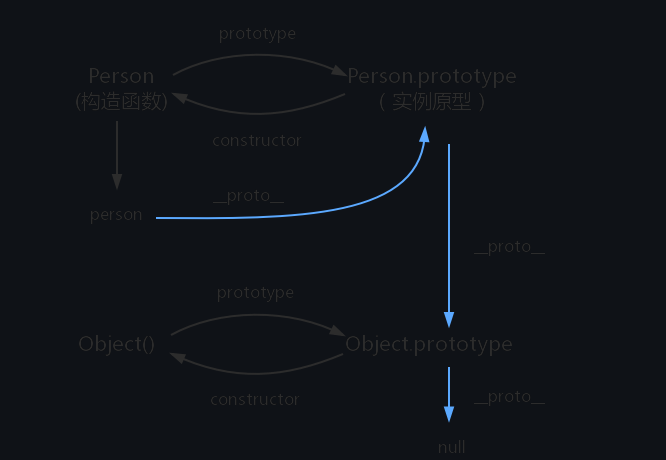 prototype
Person
(构造函数)
Person.prototype
( 实例原型 )
constructor
person
__proto__
__proto__
prototype
Object()
Object.prototype
constructor
__proto__
null